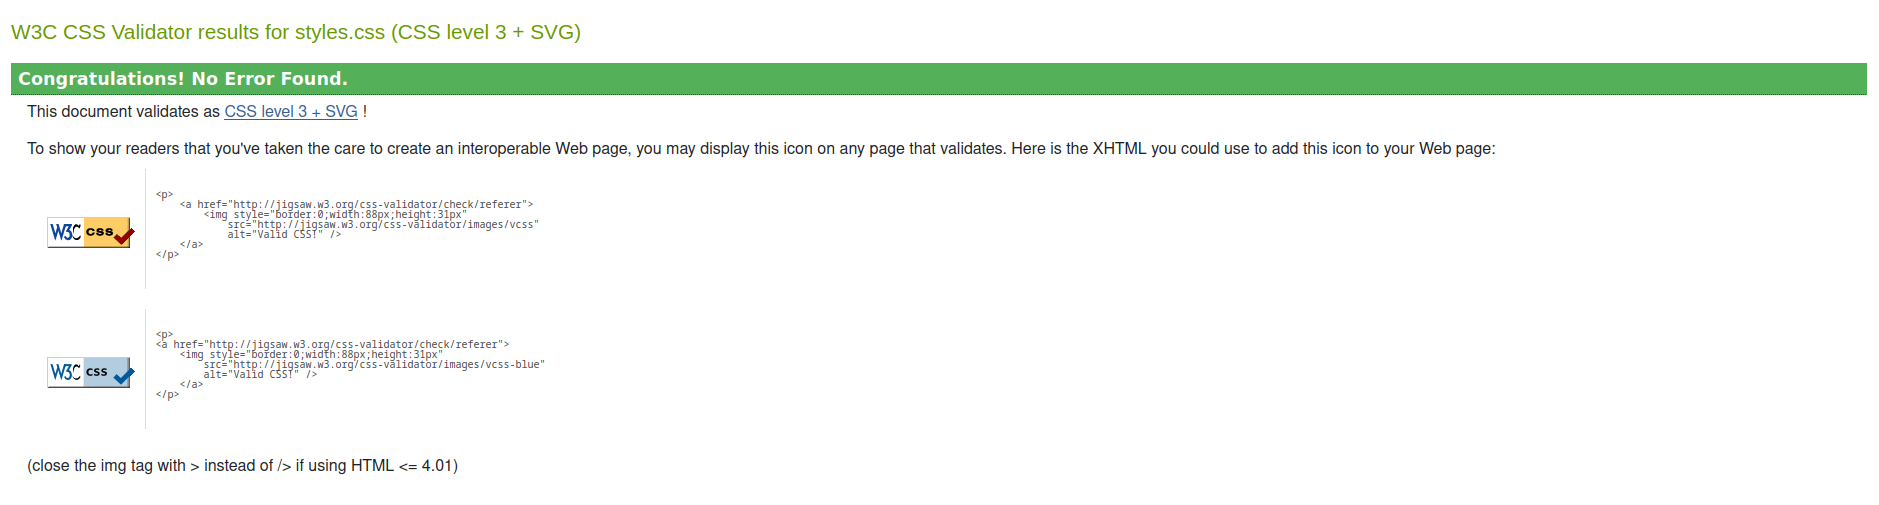 W3C CSS Validator results for styles.css (CSS level 3 + SVG)
Congratulations! No Error Found.
This document validates as CSS level 3 + SVG !
To show your readers that you've taken the care to create an interoperable Web page, you may display this icon on any page that validates. Here is the XHTML you could use to add this icon to your Web page:
W3C css
<p>
    <a href="http://jigsaw.w3.org/css-validator/check/referer">
        <img style="border:0;width:88px;height:31px"
            src="http://jigsaw.w3.org/css-validator/images/vcss"
            alt="Valid CSS!" />
    </a>
</p>
W3C css
<p>
<a href="http://jigsaw.w3.org/css-validator/check/referer">
    <img style="border:0;width:88px;height:31px"
        src="http://jigsaw.w3.org/css-validator/images/vcss-blue"
        alt="Valid CSS!" />
    </a>
</p>
(close the img tag with > instead of /> if using HTML <= 4.01)